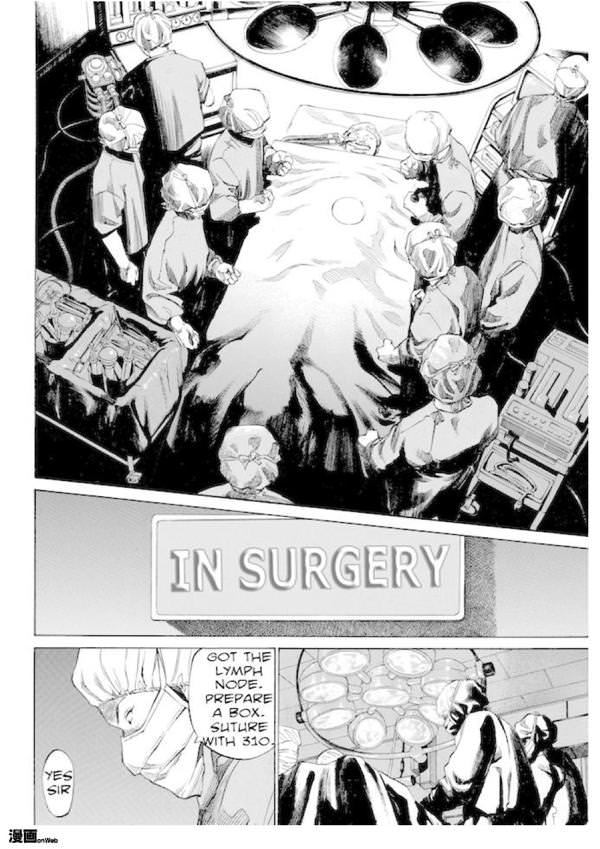 IN SURGERY
GOT THE
LYMPH
NODE.
PREPARE
A BOX.
SUTURE
WITH 310.
YES
SIR
漫画onWeb